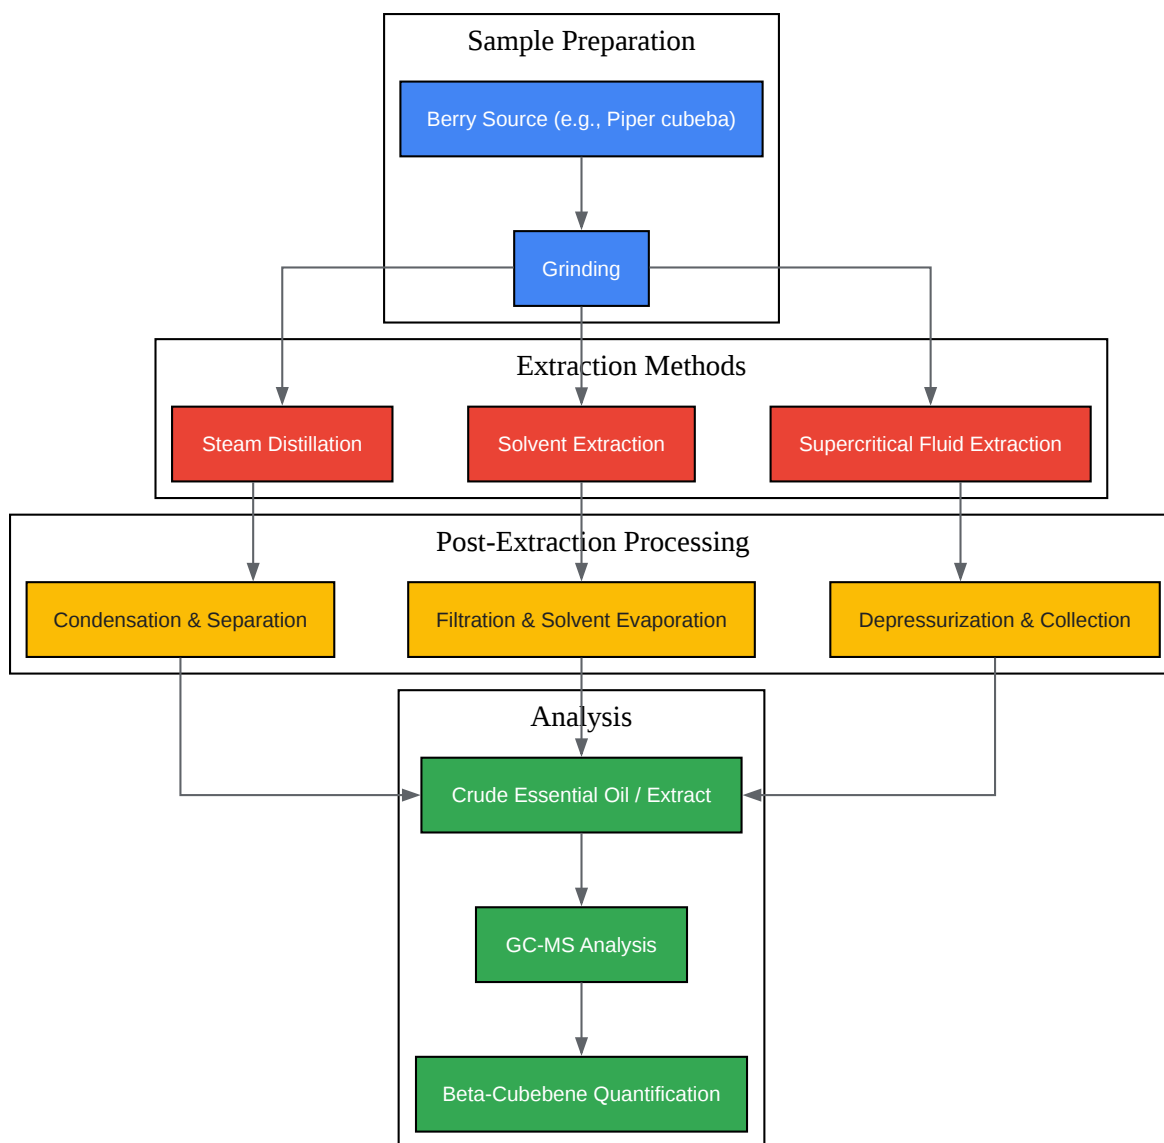 Sample Preparation
Berry Source (e.g., Piper cubeba)
Grinding
Extraction Methods
Steam Distillation
Solvent Extraction
Supercritical Fluid Extraction
Post-Extraction Processing
Condensation & Separation
Filtration & Solvent Evaporation
Depressurization & Collection
Analysis
Crude Essential Oil / Extract
GC-MS Analysis
Beta-Cubebene Quantification